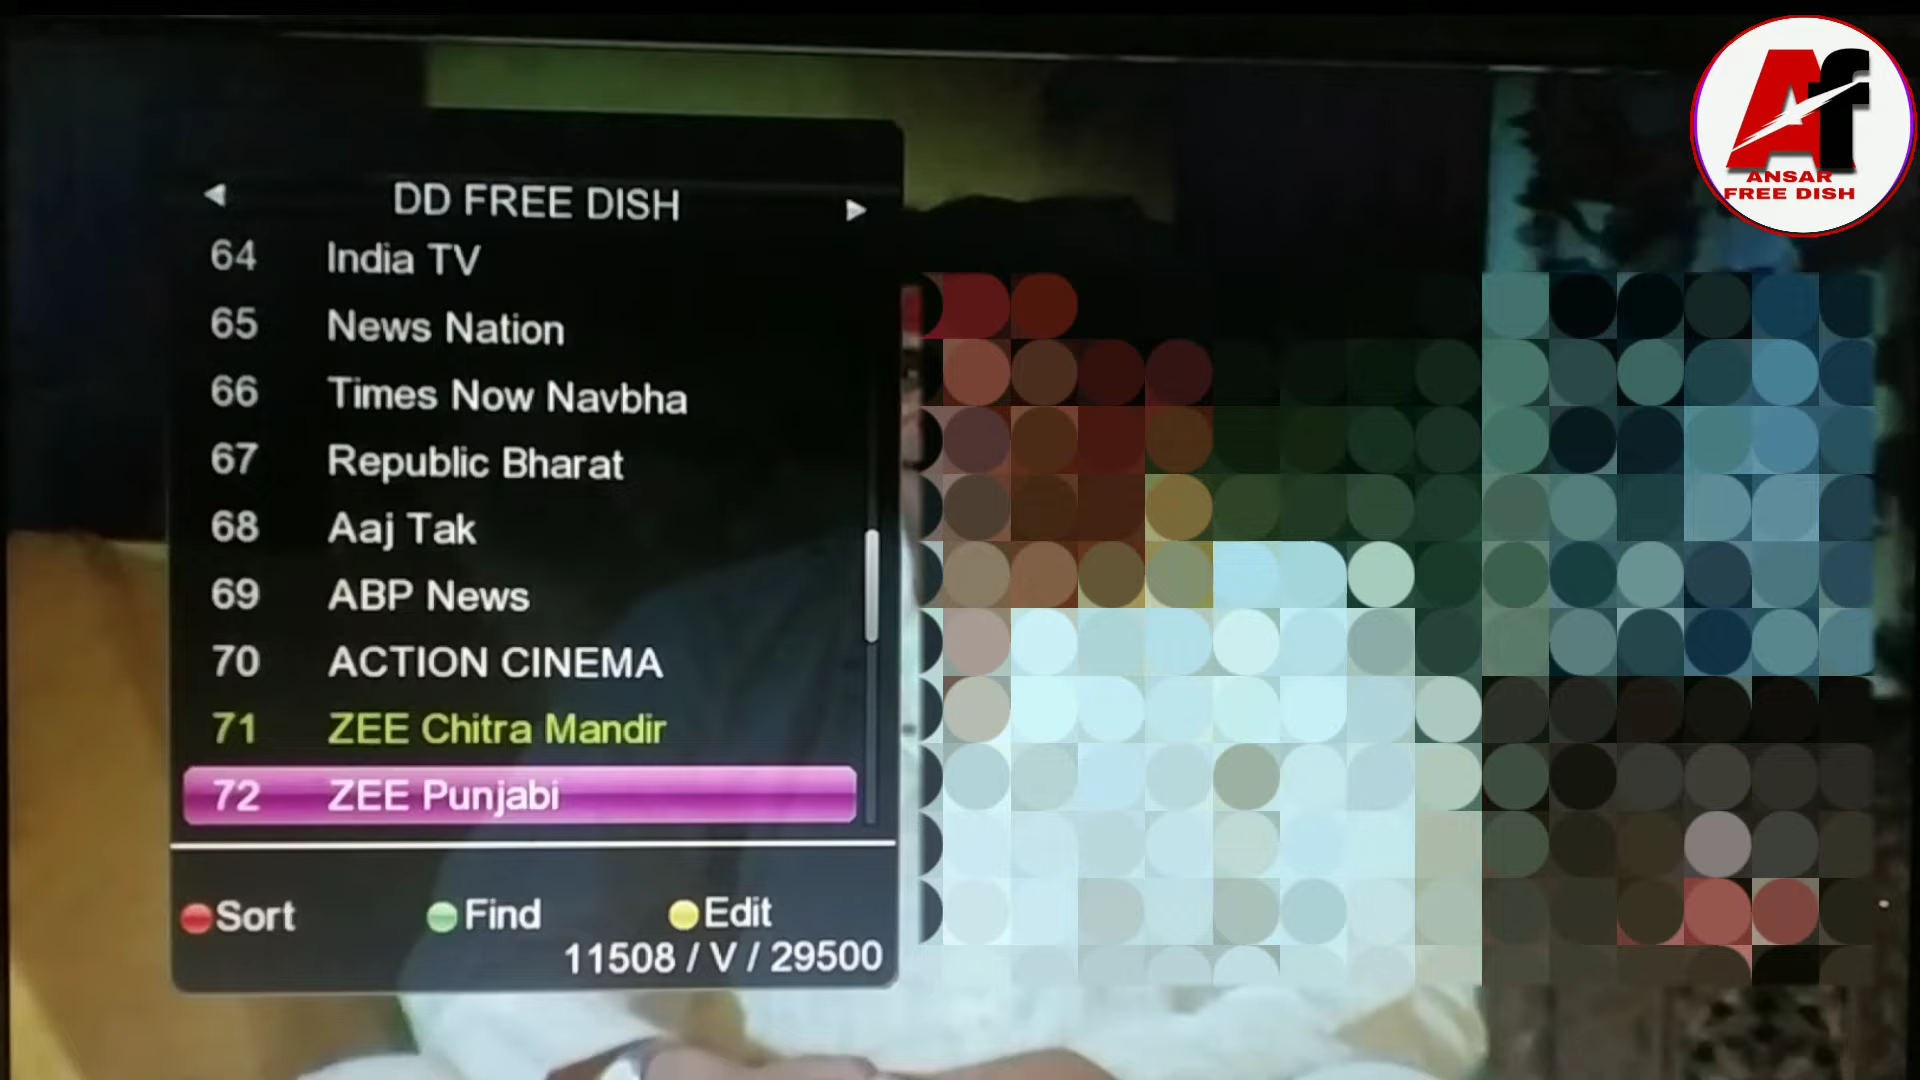 Af
ANSAR
FREE DISH
DD FREE DISH
64 India TV
65 News Nation
66 Times Now Navbha
67 Republic Bharat
68 Aaj Tak
69 ABP News
70 ACTION CINEMA
71 ZEE Chitra Mandir
72 ZEE Punjabi
Sort Find Edit
11508 / V / 29500